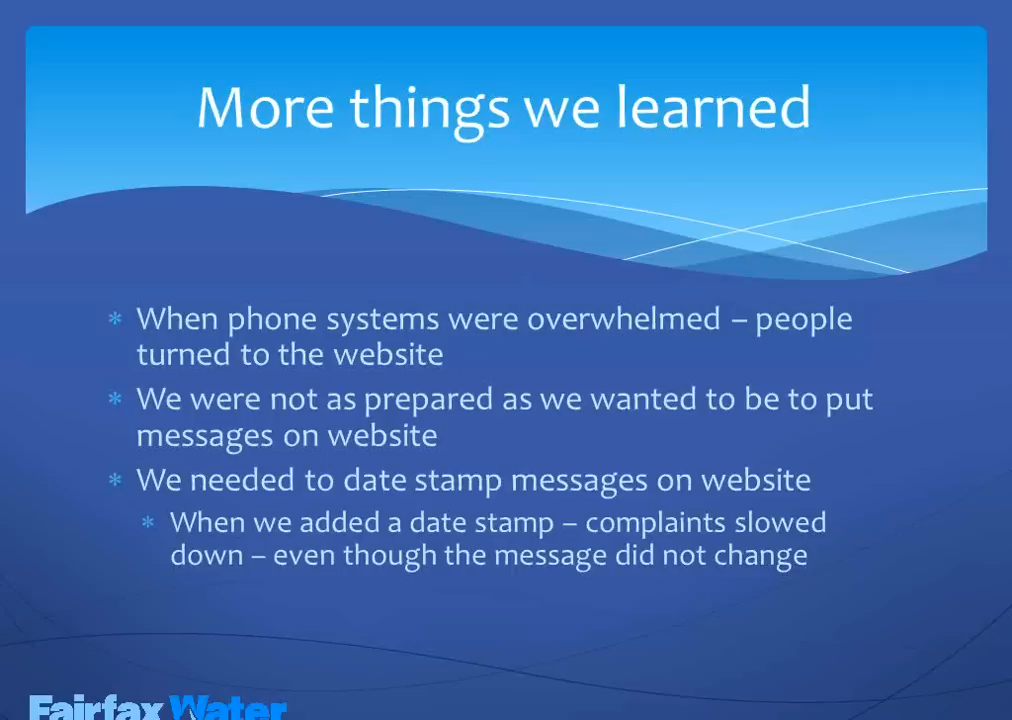 More things we learned
* When phone systems were overwhelmed – people
turned to the website
* We were not as prepared as we wanted to be to put
messages on website
* We needed to date stamp messages on website
* When we added a date stamp – complaints slowed
down – even though the message did not change
Fairfax Water